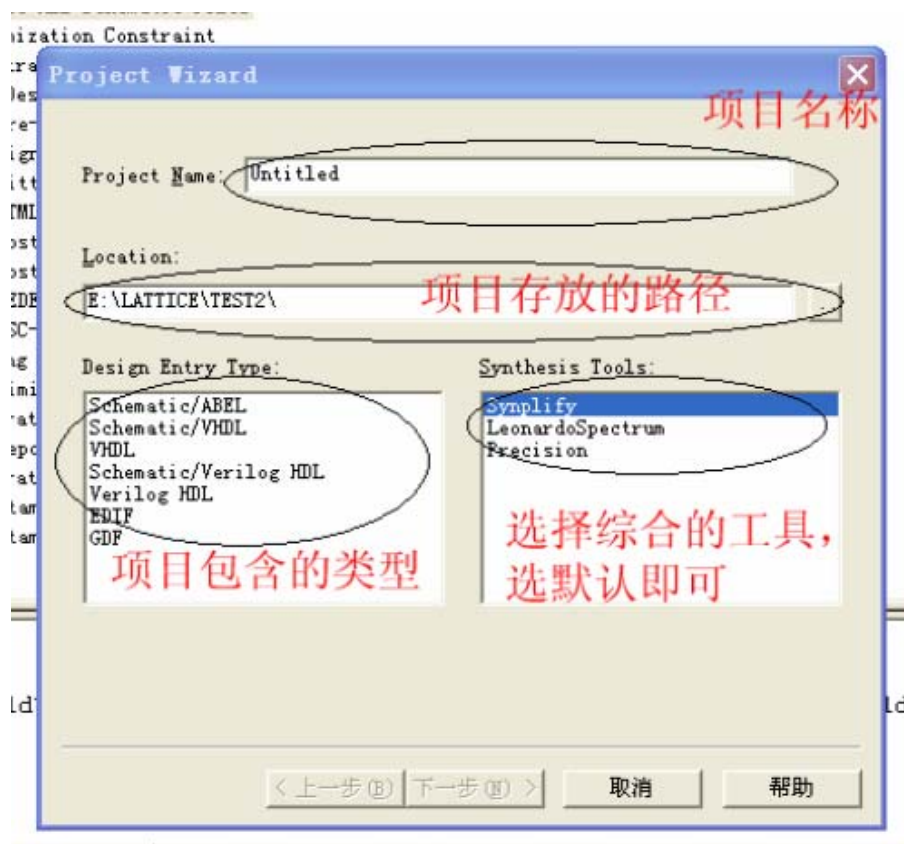 ization Constraint
Project Wizard
项目名称
Project Name: Untitled
Location:
E:\LATTICE\TEST2\
项目存放的路径
Design Entry Type:
Synthesis Tools:
Schematic/ABEL
Schematic/VHDL
VHDL
Schematic/Verilog HDL
Verilog HDL
EDIF
GDF
项目包含的类型
Synplify
LeonardoSpectrum
Precision
选择综合的工具，
选默认即可
< 上一步(B) 下一步(N) > 取消 帮助